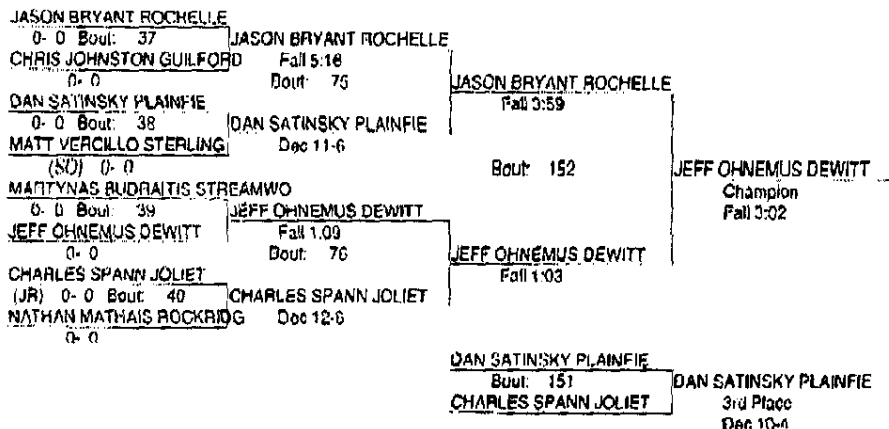 JASON BRYANT ROCHELLE
0- 0 Bout: 37
JASON BRYANT ROCHELLE
CHRIS JOHNSTON GUILFORD
Fall 5:16
0- 0
Bout: 75
JASON BRYANT ROCHELLE
DAN SATINSKY PLAINFIE
Fall 3:59
0- 0 Bout: 38
DAN SATINSKY PLAINFIE
MATT VERCILLO STERLING
Dec 11-6
(SO) 0- 0
Bout: 152
JEFF OHNEMUS DEWITT
MARTYNAS BUDRAITIS STREAMWO
Champion
0- 0 Bout: 39
JEFF OHNEMUS DEWITT
Fall 3:02
JEFF OHNEMUS DEWITT
Fall 1:09
0- 0
Bout: 76
JEFF OHNEMUS DEWITT
CHARLES SPANN JOLIET
Fall 1:03
(JR) 0- 0 Bout: 40
CHARLES SPANN JOLIET
NATHAN MATHAIS ROCKRIDG
Dec 12-6
0- 0
DAN SATINSKY PLAINFIE
Bout: 151
DAN SATINSKY PLAINFIE
CHARLES SPANN JOLIET
3rd Place
Dec 10-4